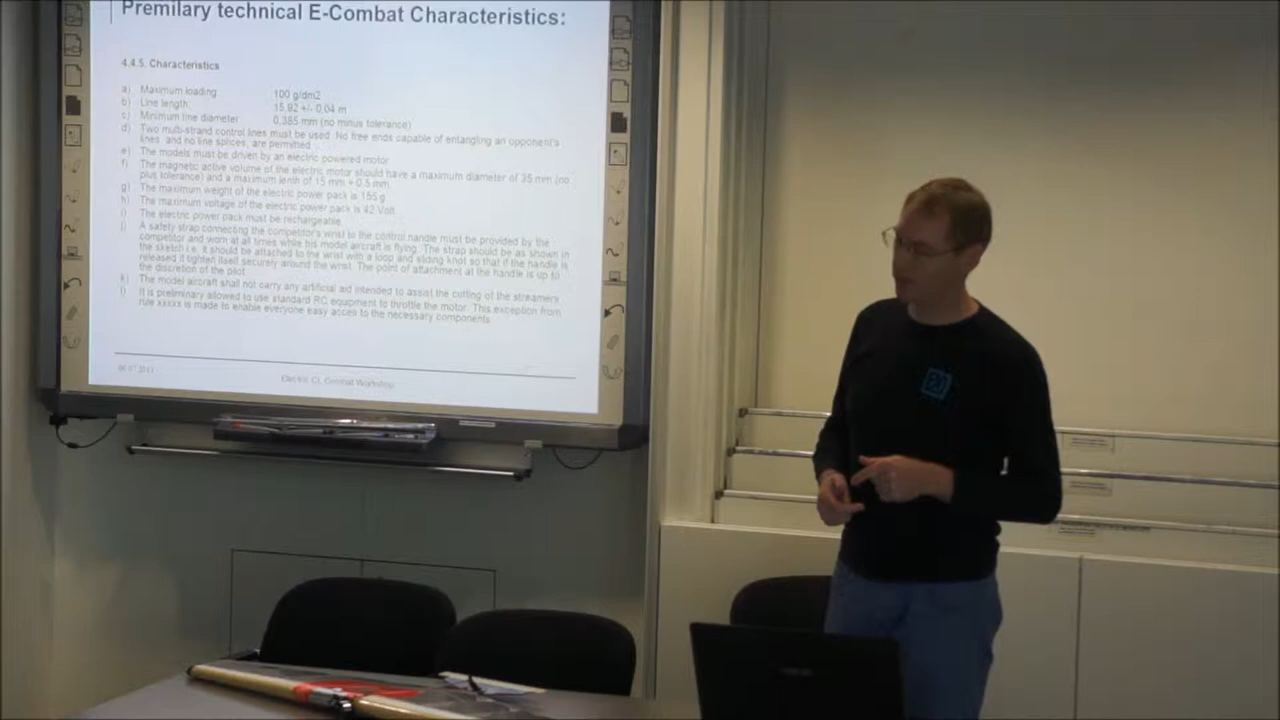 Premilary technical E-Combat Characteristics:
4.4.5. Characteristics
a) Maximum loading 100 g/dm2
b) Line length: 15,92 +/- 0,04 m
c) Minimum line diameter 0,385 mm (no minus tolerance)
d) Two multi-strand control lines must be used. No free ends capable of entangling an opponent's
lines, and no line splices, are permitted.
e) The models must be driven by an electric powered motor
f) The magnetic active volume of the electric motor should have a maximum diameter of 35 mm (no
plus tolerance) and a maximum lenth of 15 mm + 0.5 mm.
g) The maximum weight of the electric power pack is 155 g
h) The maximum voltage of the electric power pack is 42 Volt
i) The electric power pack must be rechargeable
j) A safety strap connecting the competitor's wrist to the control handle must be provided by the
competitor and worn at all times while his model aircraft is flying. The strap should be as shown in
the sketch i.e. it should be attached to the wrist with a loop and sliding knot so that if the handle is
released it tighten itself securely around the wrist. The point of attachment at the handle is up to
the discretion of the pilot.
k) The model aircraft shall not carry any artificial aid intended to assist the cutting of the streamers
l) It is preliminary allowed to use standard RC equipment to throttle the motor. This exception from
rule xxxxx is made to enable everyone easy acces to the necessary components.
Electric CL Combat Workshop